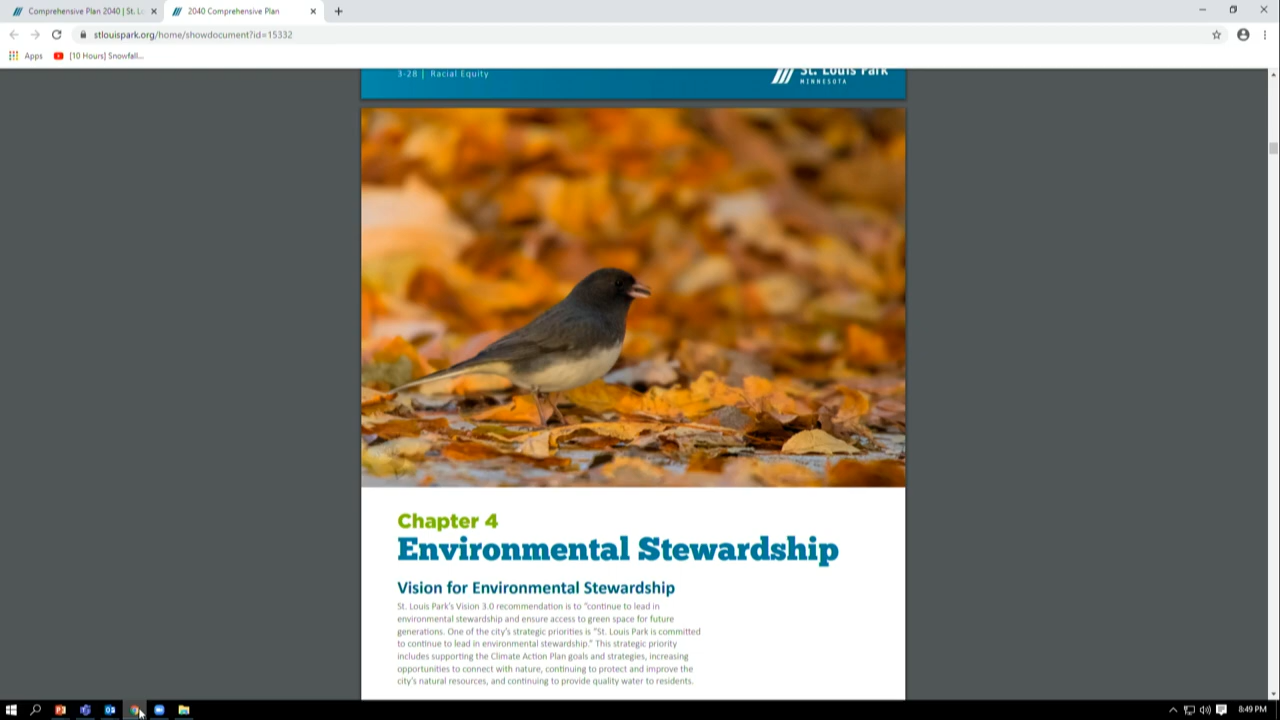 Comprehensive Plan 2040 | St. Lo
2040 Comprehensive Plan
stlouispark.org/home/showdocument?id=15332
Apps
[10 Hours] Snowfall...
3-28 | Racial Equity
St. Louis Park
MINNESOTA
Chapter 4
Environmental Stewardship
Vision for Environmental Stewardship
St. Louis Park's Vision 3.0 recommendation is to "continue to lead in
environmental stewardship and ensure access to green space for future
generations. One of the city's strategic priorities is "St. Louis Park is committed
to continue to lead in environmental stewardship." This strategic priority
includes supporting the Climate Action Plan goals and strategies, increasing
opportunities to connect with nature, continuing to protect and improve the
city's natural resources, and continuing to provide quality water to residents.
8:49 PM